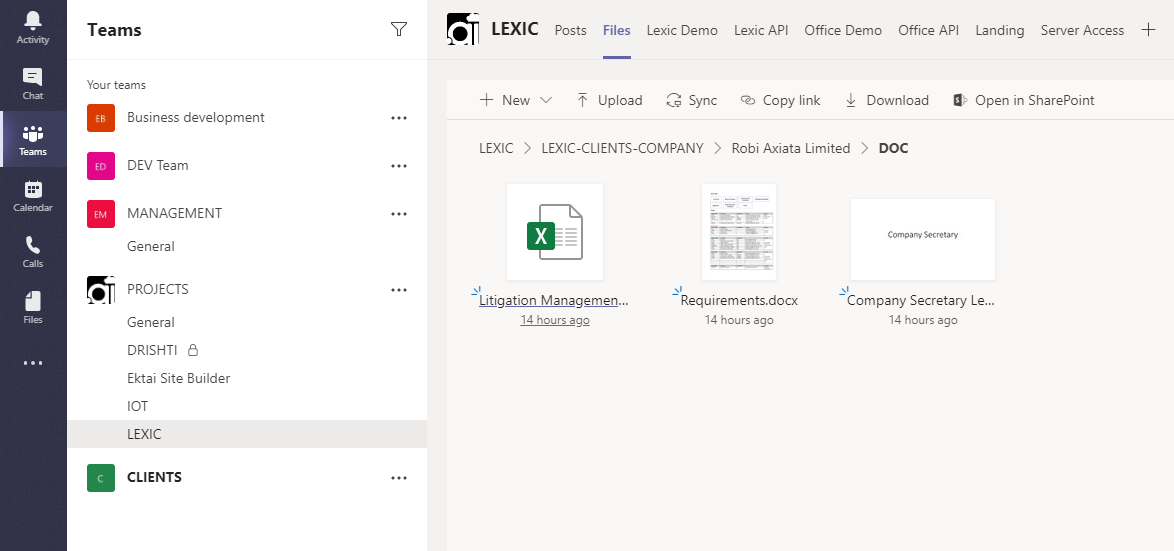 Activity
Chat
Teams
Calendar
Calls
Files
Teams
Your teams
EB Business development
ED DEV Team
EM MANAGEMENT
General
PROJECTS
General
DRISHTI
Ektai Site Builder
IOT
LEXIC
C CLIENTS
LEXIC Posts Files Lexic Demo Lexic API Office Demo Office API Landing Server Access
New Upload Sync Copy link Download Open in SharePoint
LEXIC > LEXIC-CLIENTS-COMPANY > Robi Axiata Limited > DOC
X
Company Secretary
Litigation Managemen... Requirements.docx Company Secretary Le...
14 hours ago 14 hours ago 14 hours ago